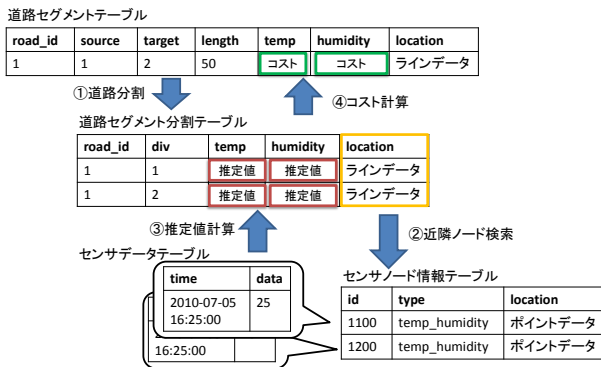 道路セグメントテーブル
road_id source target length temp humidity location
1 1 2 50 コスト コスト ラインデータ
①道路分割
④コスト計算
道路セグメント分割テーブル
road_id div temp humidity location
1 1 推定値 推定値 ラインデータ
1 2 推定値 推定値 ラインデータ
③推定値計算
②近隣ノード検索
センサデータテーブル
センサノード情報テーブル
time data
2010-07-05 25
16:25:00
16:25:00
id type location
1100 temp_humidity ポイントデータ
1200 temp_humidity ポイントデータ